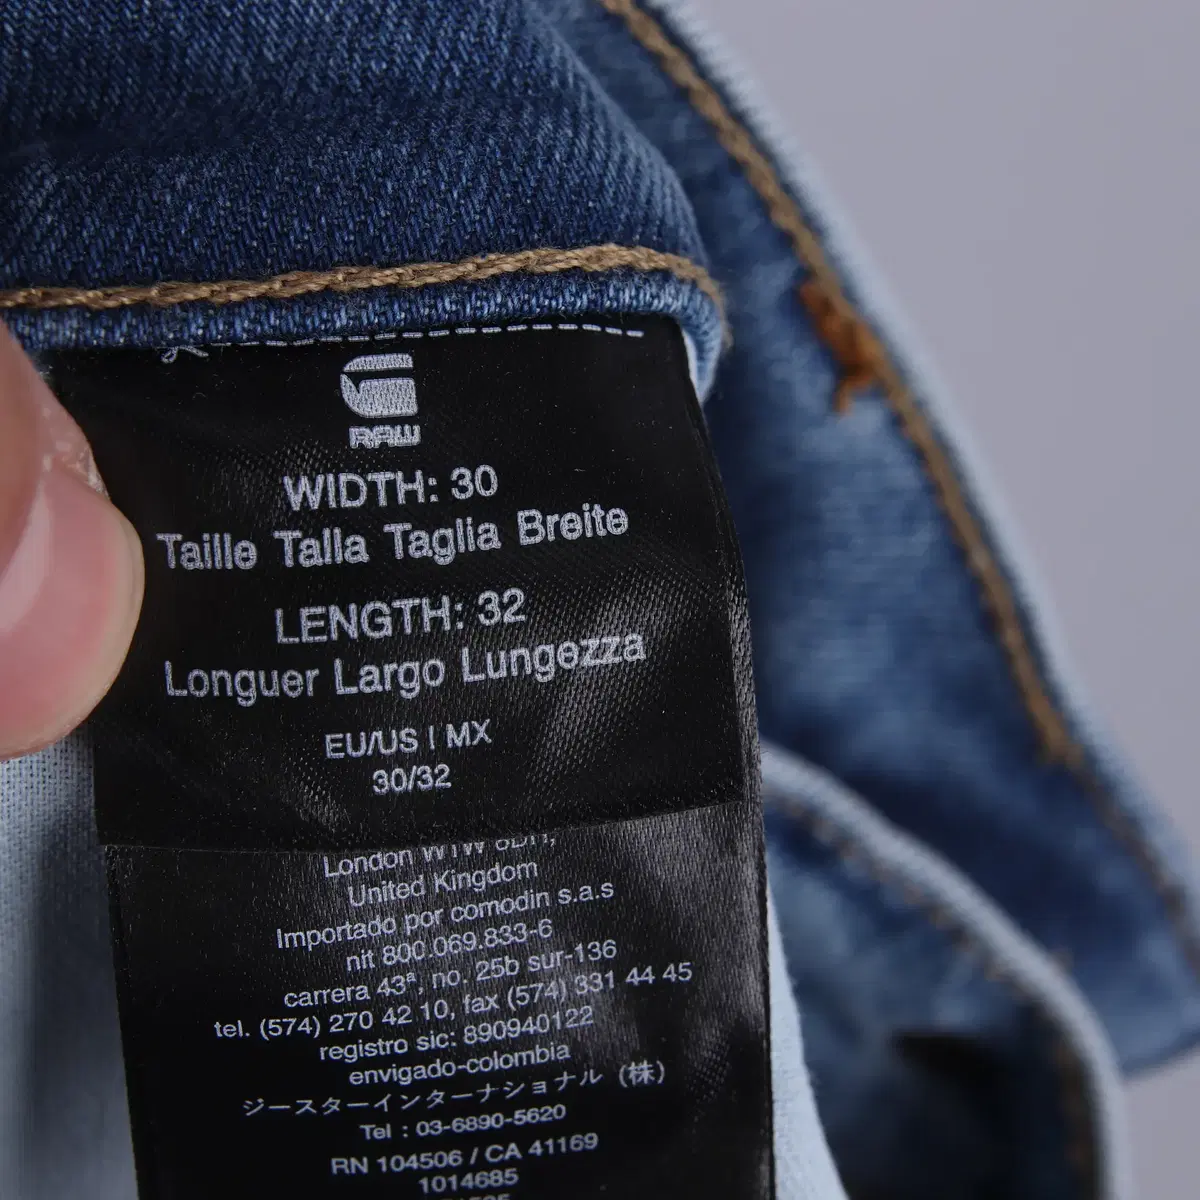 RAW
WIDTH: 30
Taille Talla Taglia Breite
LENGTH: 32
Longuer Largo Lungezza
EU/US | MX
30/32
London W1W
United Kingdom
Importado por comodin s.a.s
nit 800.069.833-6
carrera 43ª, no. 25b sur-136
tel. (574) 270 42 10, fax (574) 331 44 45
registro sic: 890940122
envigado-colombia
ジースターインターナショナル (株)
Tel : 03-6890-5620
RN 104506 / CA 41169
1014685